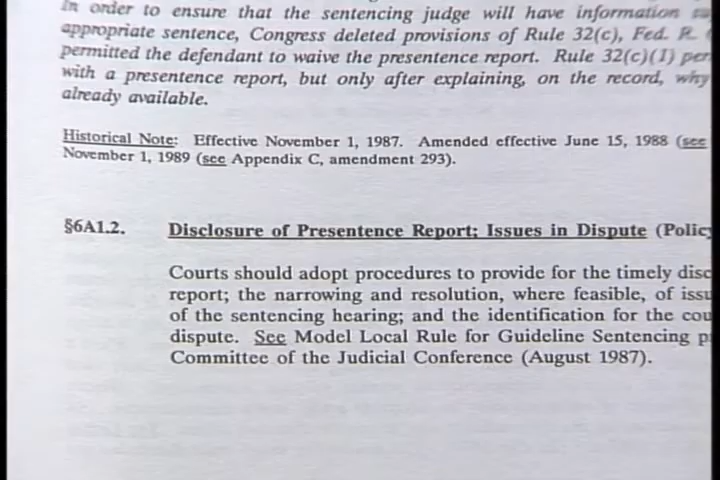 In order to ensure that the sentencing judge will have information
appropriate sentence, Congress deleted provisions of Rule 32(c), Fed. R.
permitted the defendant to waive the presentence report. Rule 32(c)(1)
with a presentence report, but only after explaining, on the record, why
already available.
Historical Note: Effective November 1, 1987. Amended effective June 15, 1988 (see
November 1, 1989 (see Appendix C, amendment 293).
§6A1.2. Disclosure of Presentence Report; Issues in Dispute (Policy
Courts should adopt procedures to provide for the timely disc
report; the narrowing and resolution, where feasible, of issu
of the sentencing hearing; and the identification for the cou
dispute. See Model Local Rule for Guideline Sentencing p
Committee of the Judicial Conference (August 1987).